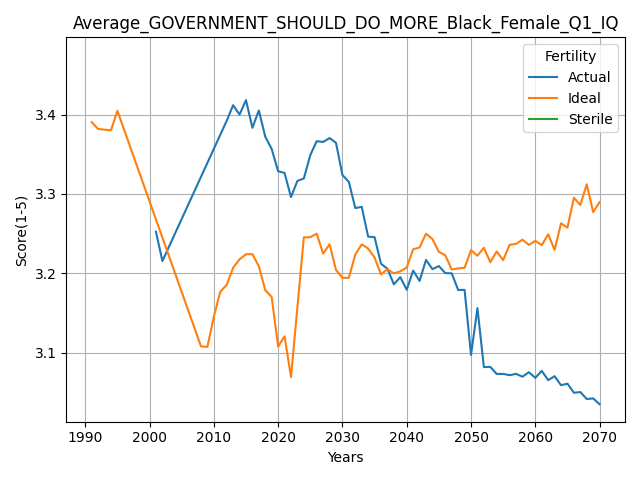 Average_GOVERNMENT_SHOULD_DO_MORE_Black_Female_Q1_IQ
Fertility
Actual
Ideal
Sterile
Score(1-5)
3.4
3.3
3.2
3.1
1990 2000 2010 2020 2030 2040 2050 2060 2070
Years